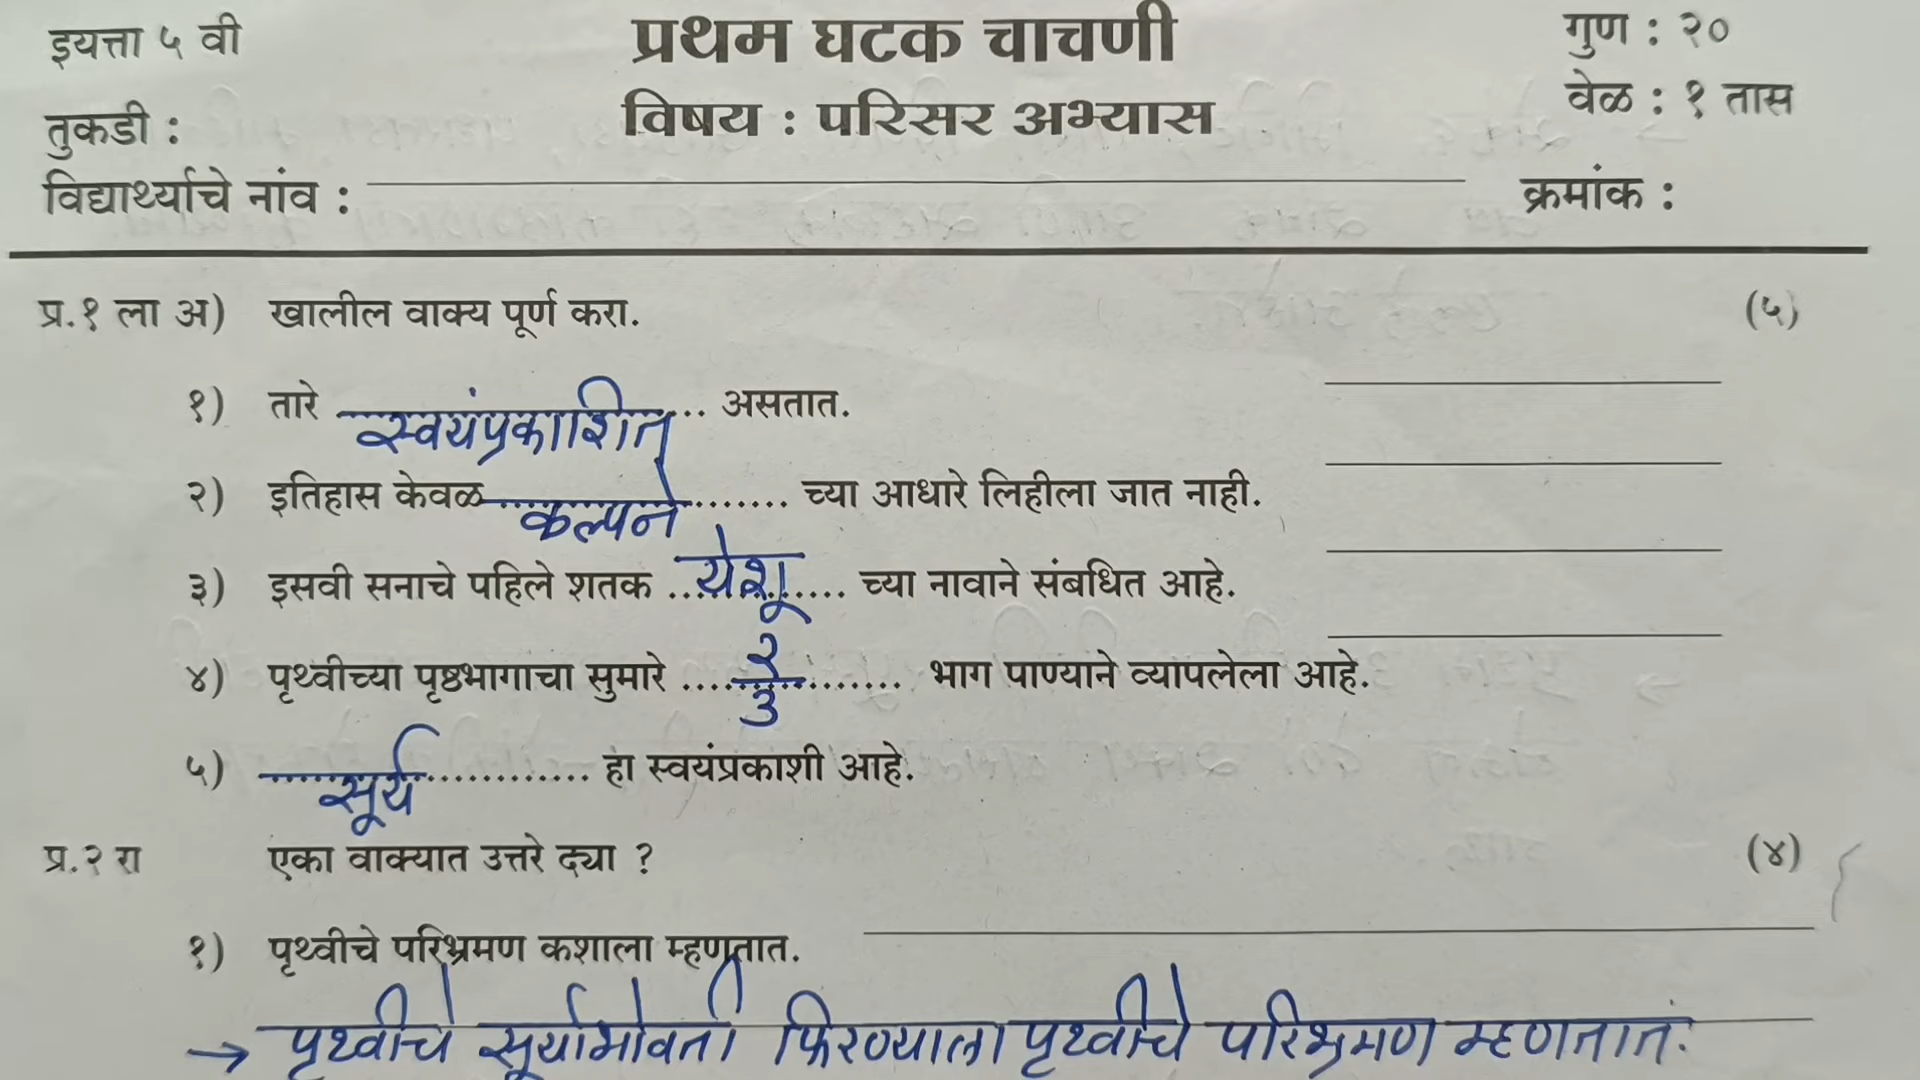 इयत्ता ५ वी
प्रथम घटक चाचणी
गुण : २०
तुकडी :
विषय : परिसर अभ्यास
वेळ : १ तास
विद्यार्थ्याचे नांव :
क्रमांक :
प्र.१ ला अ) खालील वाक्य पूर्ण करा. (५)
१) तारे स्वयंप्रकाशित .. असतात.
२) इतिहास केवळ कल्पने ........ च्या आधारे लिहीला जात नाही.
३) इसवी सनाचे पहिले शतक .. येशू .... च्या नावाने संबधित आहे.
४) पृथ्वीच्या पृष्ठभागाचा सुमारे .... २/३ ....... भाग पाण्याने व्यापलेला आहे.
५) सूर्य ............ हा स्वयंप्रकाशी आहे.
प्र.२ रा एका वाक्यात उत्तरे द्या ? (४)
१) पृथ्वीचे परिभ्रमण कशाला म्हणतात.
→ पृथ्वीचे सूर्याभोवती फिरण्याला पृथ्वीचे परिभ्रमण म्हणतात.